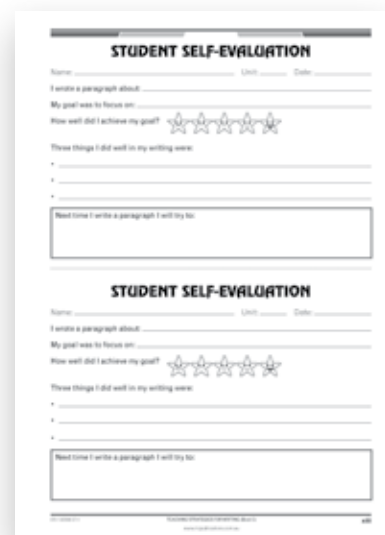 STUDENT SELF-EVALUATION
Name: Unit: Date:
I wrote a paragraph about:
My goal was to focus on:
How well did I achieve my goal?
Three things I did well in my writing were:
•
•
•
Next time I write a paragraph I will try to:
STUDENT SELF-EVALUATION
Name: Unit: Date:
I wrote a paragraph about:
My goal was to focus on:
How well did I achieve my goal?
Three things I did well in my writing were:
•
•
•
Next time I write a paragraph I will try to: